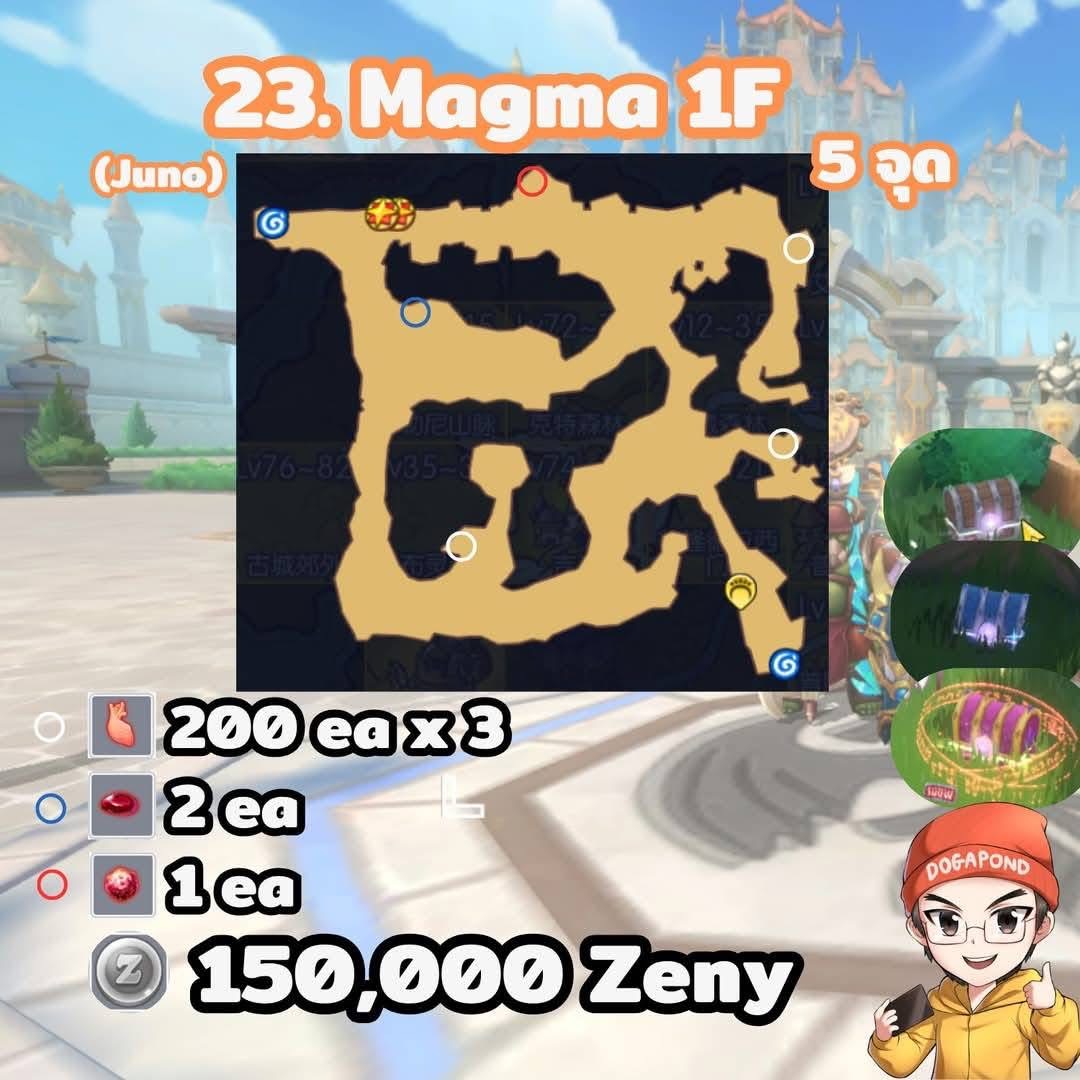 23. Magma 1F
(Juno)
5 จุด
200 ea x 3
2 ea
1 ea
150,000 Zeny
DOGAPOND